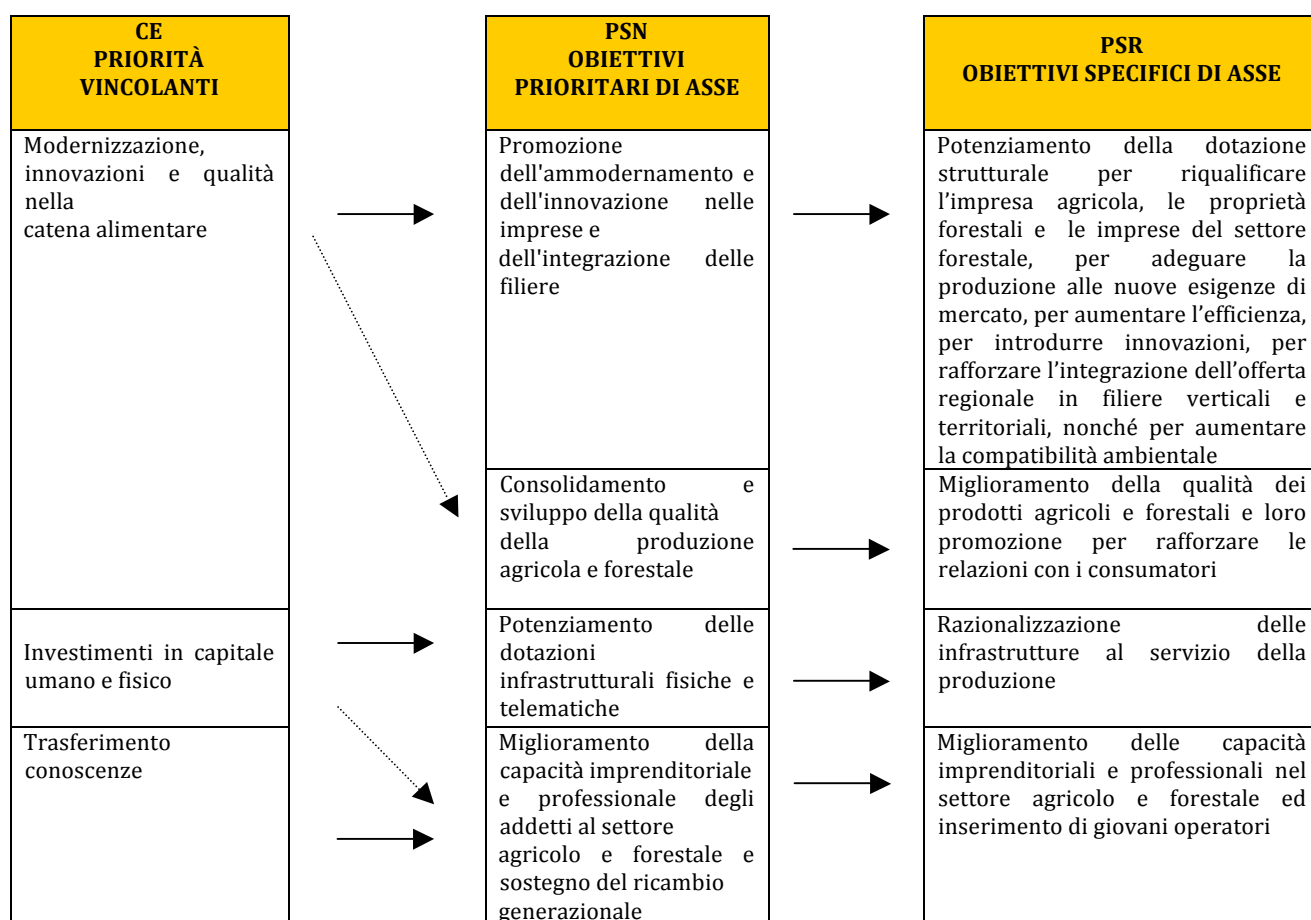 CE
PRIORITÀ
VINCOLANTI
PSN
OBIETTIVI
PRIORITARI DI ASSE
PSR
OBIETTIVI SPECIFICI DI ASSE
Modernizzazione,
innovazioni e qualità
nella
catena alimentare
Promozione
dell'ammodernamento e
dell'innovazione nelle
imprese e
dell'integrazione delle
filiere
Potenziamento della dotazione
strutturale per riqualificare
l’impresa agricola, le proprietà
forestali e le imprese del settore
forestale, per adeguare la
produzione alle nuove esigenze di
mercato, per aumentare l’efficienza,
per introdurre innovazioni, per
rafforzare l’integrazione dell’offerta
regionale in filiere verticali e
territoriali, nonché per aumentare
la compatibilità ambientale
Consolidamento e
sviluppo della qualità
della produzione
agricola e forestale
Miglioramento della qualità dei
prodotti agricoli e forestali e loro
promozione per rafforzare le
relazioni con i consumatori
Investimenti in capitale
umano e fisico
Potenziamento delle
dotazioni
infrastrutturali fisiche e
telematiche
Razionalizzazione delle
infrastrutture al servizio della
produzione
Trasferimento
conoscenze
Miglioramento della
capacità imprenditoriale
e professionale degli
addetti al settore
agricolo e forestale e
sostegno del ricambio
generazionale
Miglioramento delle capacità
imprenditoriali e professionali nel
settore agricolo e forestale ed
inserimento di giovani operatori